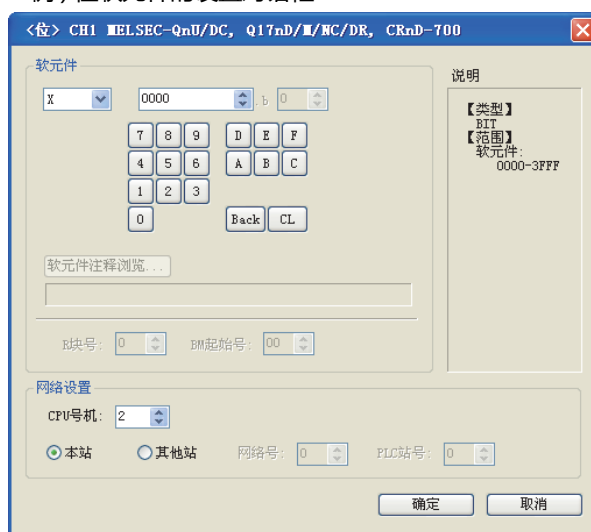 <位> CH1 MELSEC-QnU/DC, Q17nD/M/NC/DR, CRnD-700
软元件
X 0000 .b 0
7 8 9 D E F
4 5 6 A B C
1 2 3
0 Back CL
软元件注释浏览...
R块号: 0 BM起始号: 00
说明
【类型】
BIT
【范围】
软元件:
0000-3FFF
网络设置
CPU号机: 2
本站 其他站 网络号: 0 PLC站号: 0
确定 取消